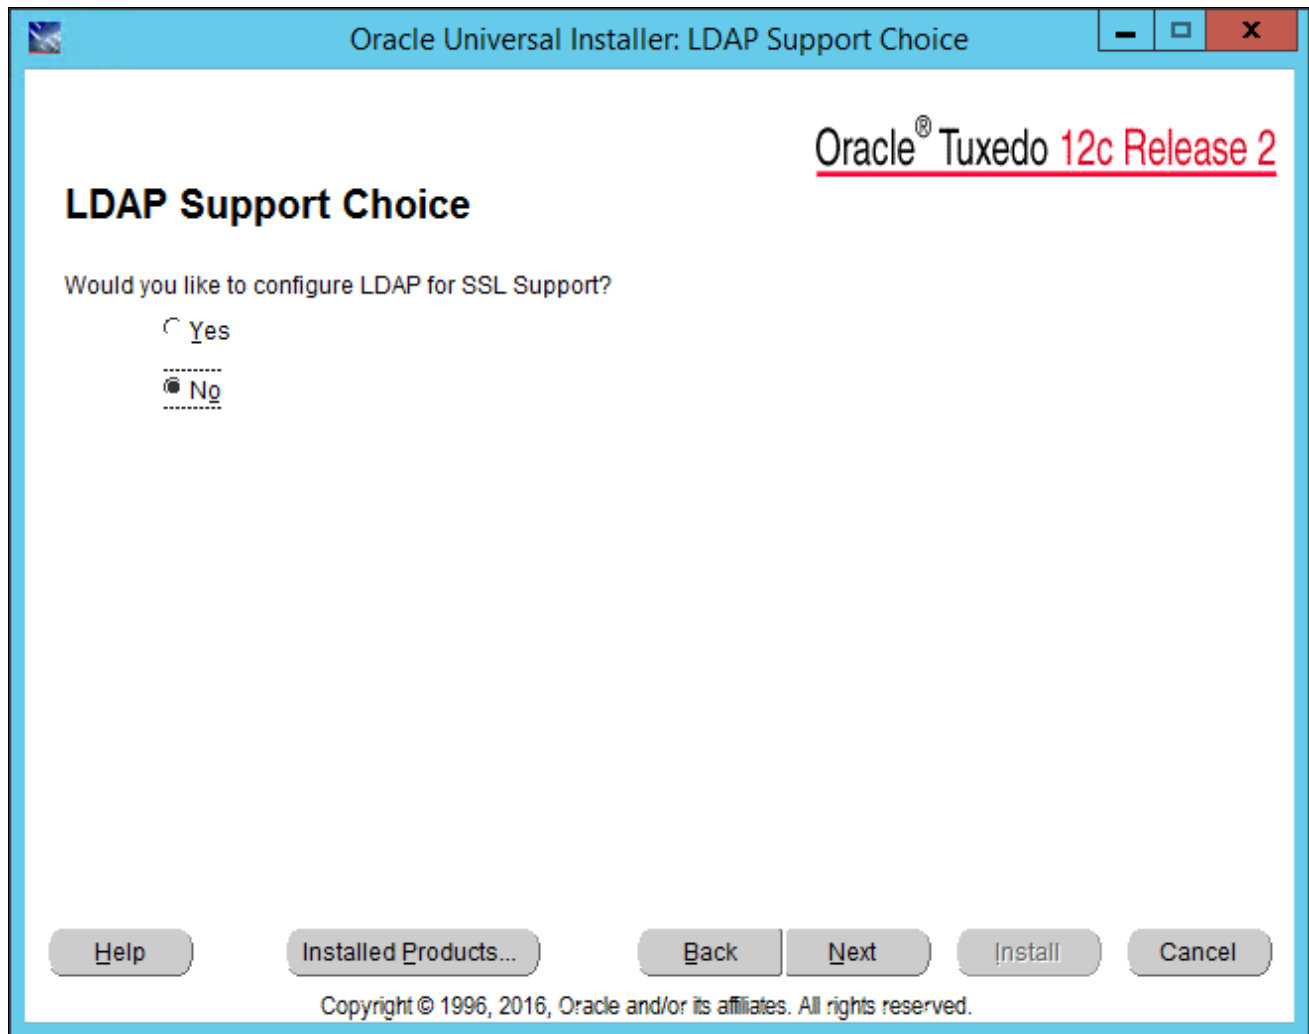 Oracle Universal Installer: LDAP Support Choice
Oracle® Tuxedo 12c Release 2
LDAP Support Choice
Would you like to configure LDAP for SSL Support?
Yes
No
Help
Installed Products...
Back
Next
Install
Cancel
Copyright © 1996, 2016, Oracle and/or its affiliates. All rights reserved.